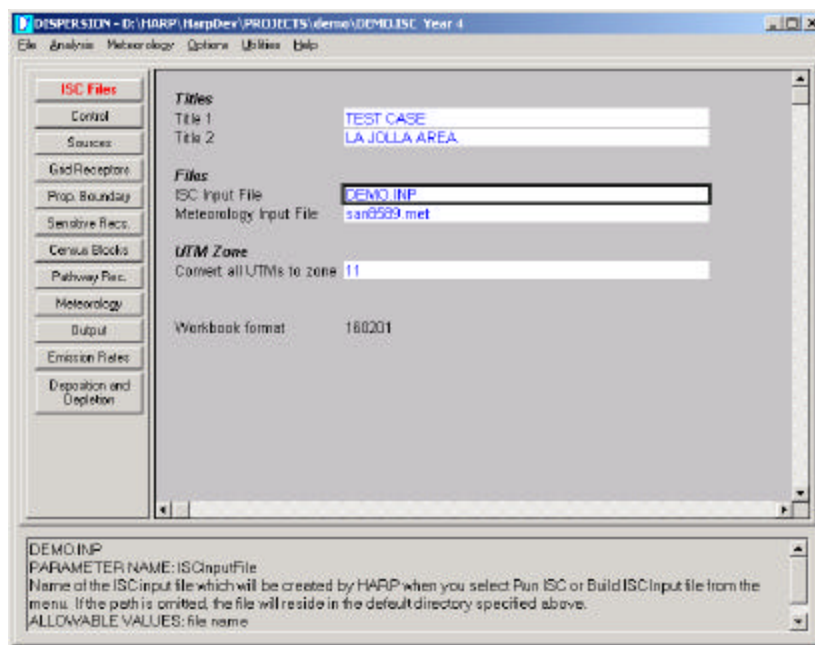 DISPERSION - D:\HARP\HarpDev\PROJECTS\demo\DEMO.ISC Year 4
File Analysis Meteorology Options Utilities Help
ISC Files
Control
Sources
Grid Receptors
Prop. Boundary
Sensitive Recs.
Census Blocks
Pathway Rec.
Meteorology
Output
Emission Rates
Deposition and
Depletion
Titles
Title 1 TEST CASE
Title 2 LA JOLLA AREA
Files
ISC Input File DEMO.INP
Meteorology Input File san8589.met
UTM Zone
Convert all UTMs to zone 11
Workbook format 160201
DEMO.INP
PARAMETER NAME: ISCInputFile
Name of the ISC input file which will be created by HARP when you select Run ISC or Build ISC Input file from the
menu. If the path is omitted, the file will reside in the default directory specified above.
ALLOWABLE VALUES: file name